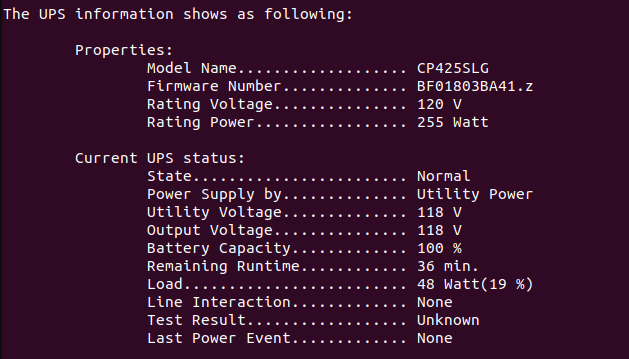 The UPS information shows as following:
Properties:
Model Name................... CP425SLG
Firmware Number.............. BF01803BA41.z
Rating Voltage............... 120 V
Rating Power................. 255 Watt
Current UPS status:
State........................ Normal
Power Supply by.............. Utility Power
Utility Voltage.............. 118 V
Output Voltage............... 118 V
Battery Capacity............. 100 %
Remaining Runtime............ 36 min.
Load......................... 48 Watt(19 %)
Line Interaction............. None
Test Result.................. Unknown
Last Power Event............. None